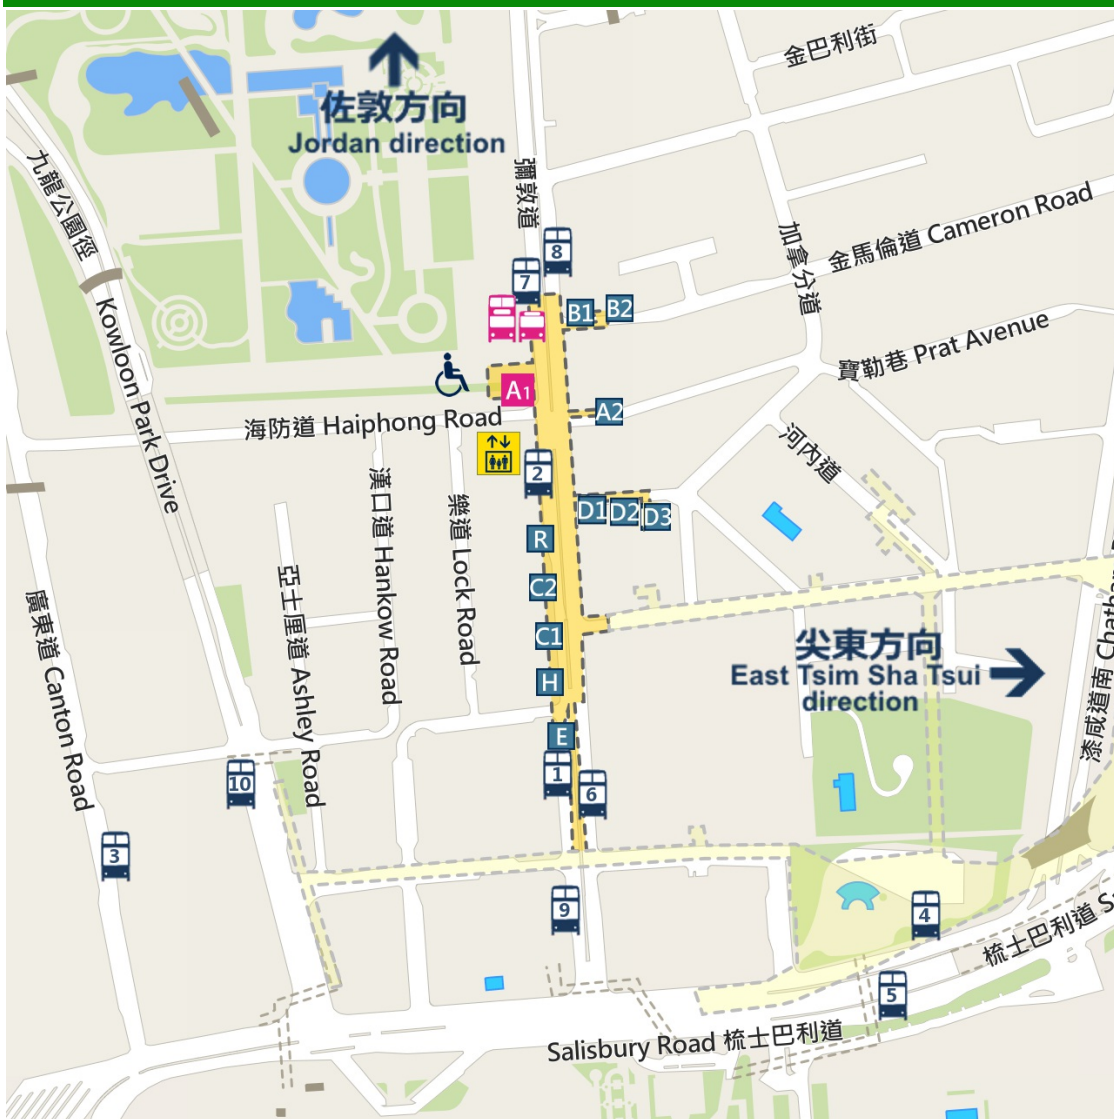 金巴利街
佐敦方向
Jordan direction
彌敦道
九龍公園徑
Kowloon Park Drive
加拿分道
金馬倫道 Cameron Road
8
7
B1
B2
寶勒巷 Prat Avenue
A1
海防道 Haiphong Road
A2
河內道
2
漢口道 Hankow Road
樂道 Lock Road
D1
D2
D3
R
C2
亞士厘道 Ashley Road
廣東道 Canton Road
C1
尖東方向
East Tsim Sha Tsui
direction
漆咸道南
H
E
1
10
6
3
9
4
梳士巴利道
5
Salisbury Road 梳士巴利道